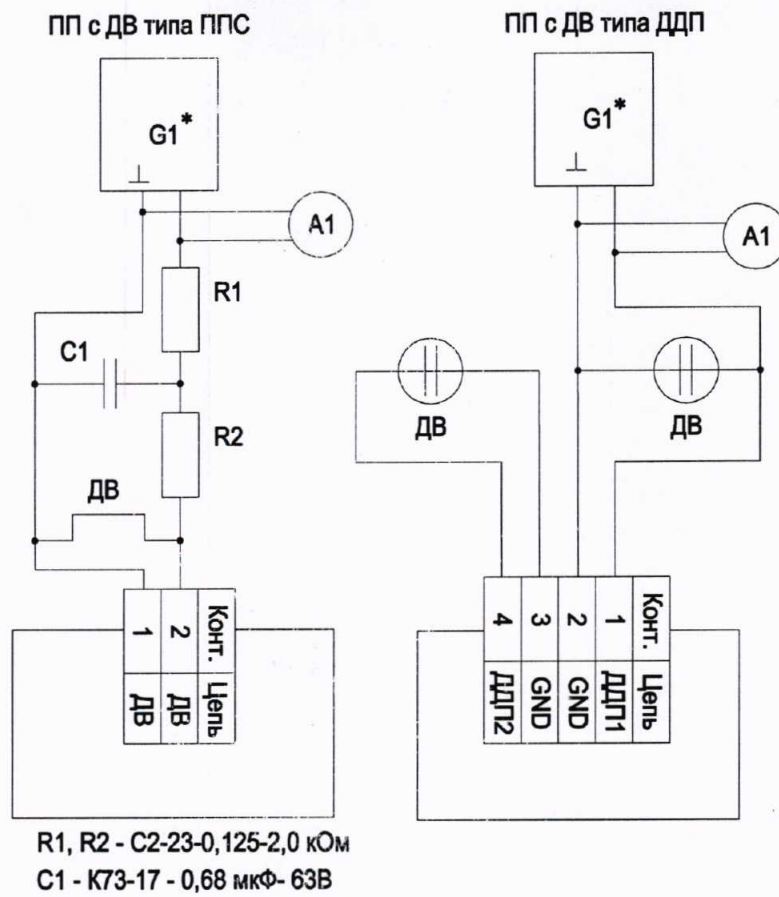 ПП с ДВ типа ППС
G1*
⊥
A1
R1
C1
R2
ДВ
1 2 Конт.
ДВ ДВ Цепь
R1, R2 - С2-23-0,125-2,0 кОм
С1 - К73-17 - 0,68 мкФ- 63В
ПП с ДВ типа ДДП
G1*
⊥
A1
ДВ
ДВ
4 3 2 1 Конт.
ДДП2 GND GND ДДП1 Цепь